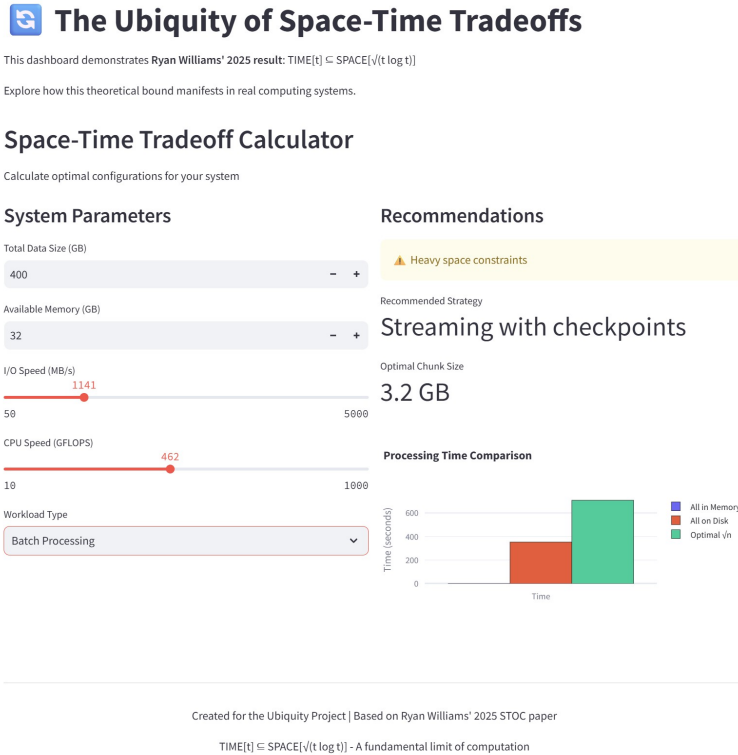 The Ubiquity of Space-Time Tradeoffs
This dashboard demonstrates Ryan Williams' 2025 result: TIME[t] ⊆ SPACE[√(t log t)]
Explore how this theoretical bound manifests in real computing systems.
Space-Time Tradeoff Calculator
Calculate optimal configurations for your system
System Parameters
Total Data Size (GB)
400
− +
Available Memory (GB)
32
− +
I/O Speed (MB/s)
1141
50
5000
CPU Speed (GFLOPS)
462
10
1000
Workload Type
Batch Processing
Recommendations
Heavy space constraints
Recommended Strategy
Streaming with checkpoints
Optimal Chunk Size
3.2 GB
Processing Time Comparison
Time (seconds)
600
400
200
0
Time
All in Memory
All on Disk
Optimal √n
Created for the Ubiquity Project | Based on Ryan Williams' 2025 STOC paper
TIME[t] ⊆ SPACE[√(t log t)] - A fundamental limit of computation